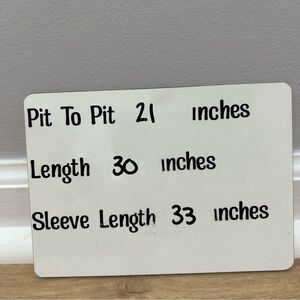 Pit To Pit 21 inches
Length 30 inches
Sleeve Length 33 inches